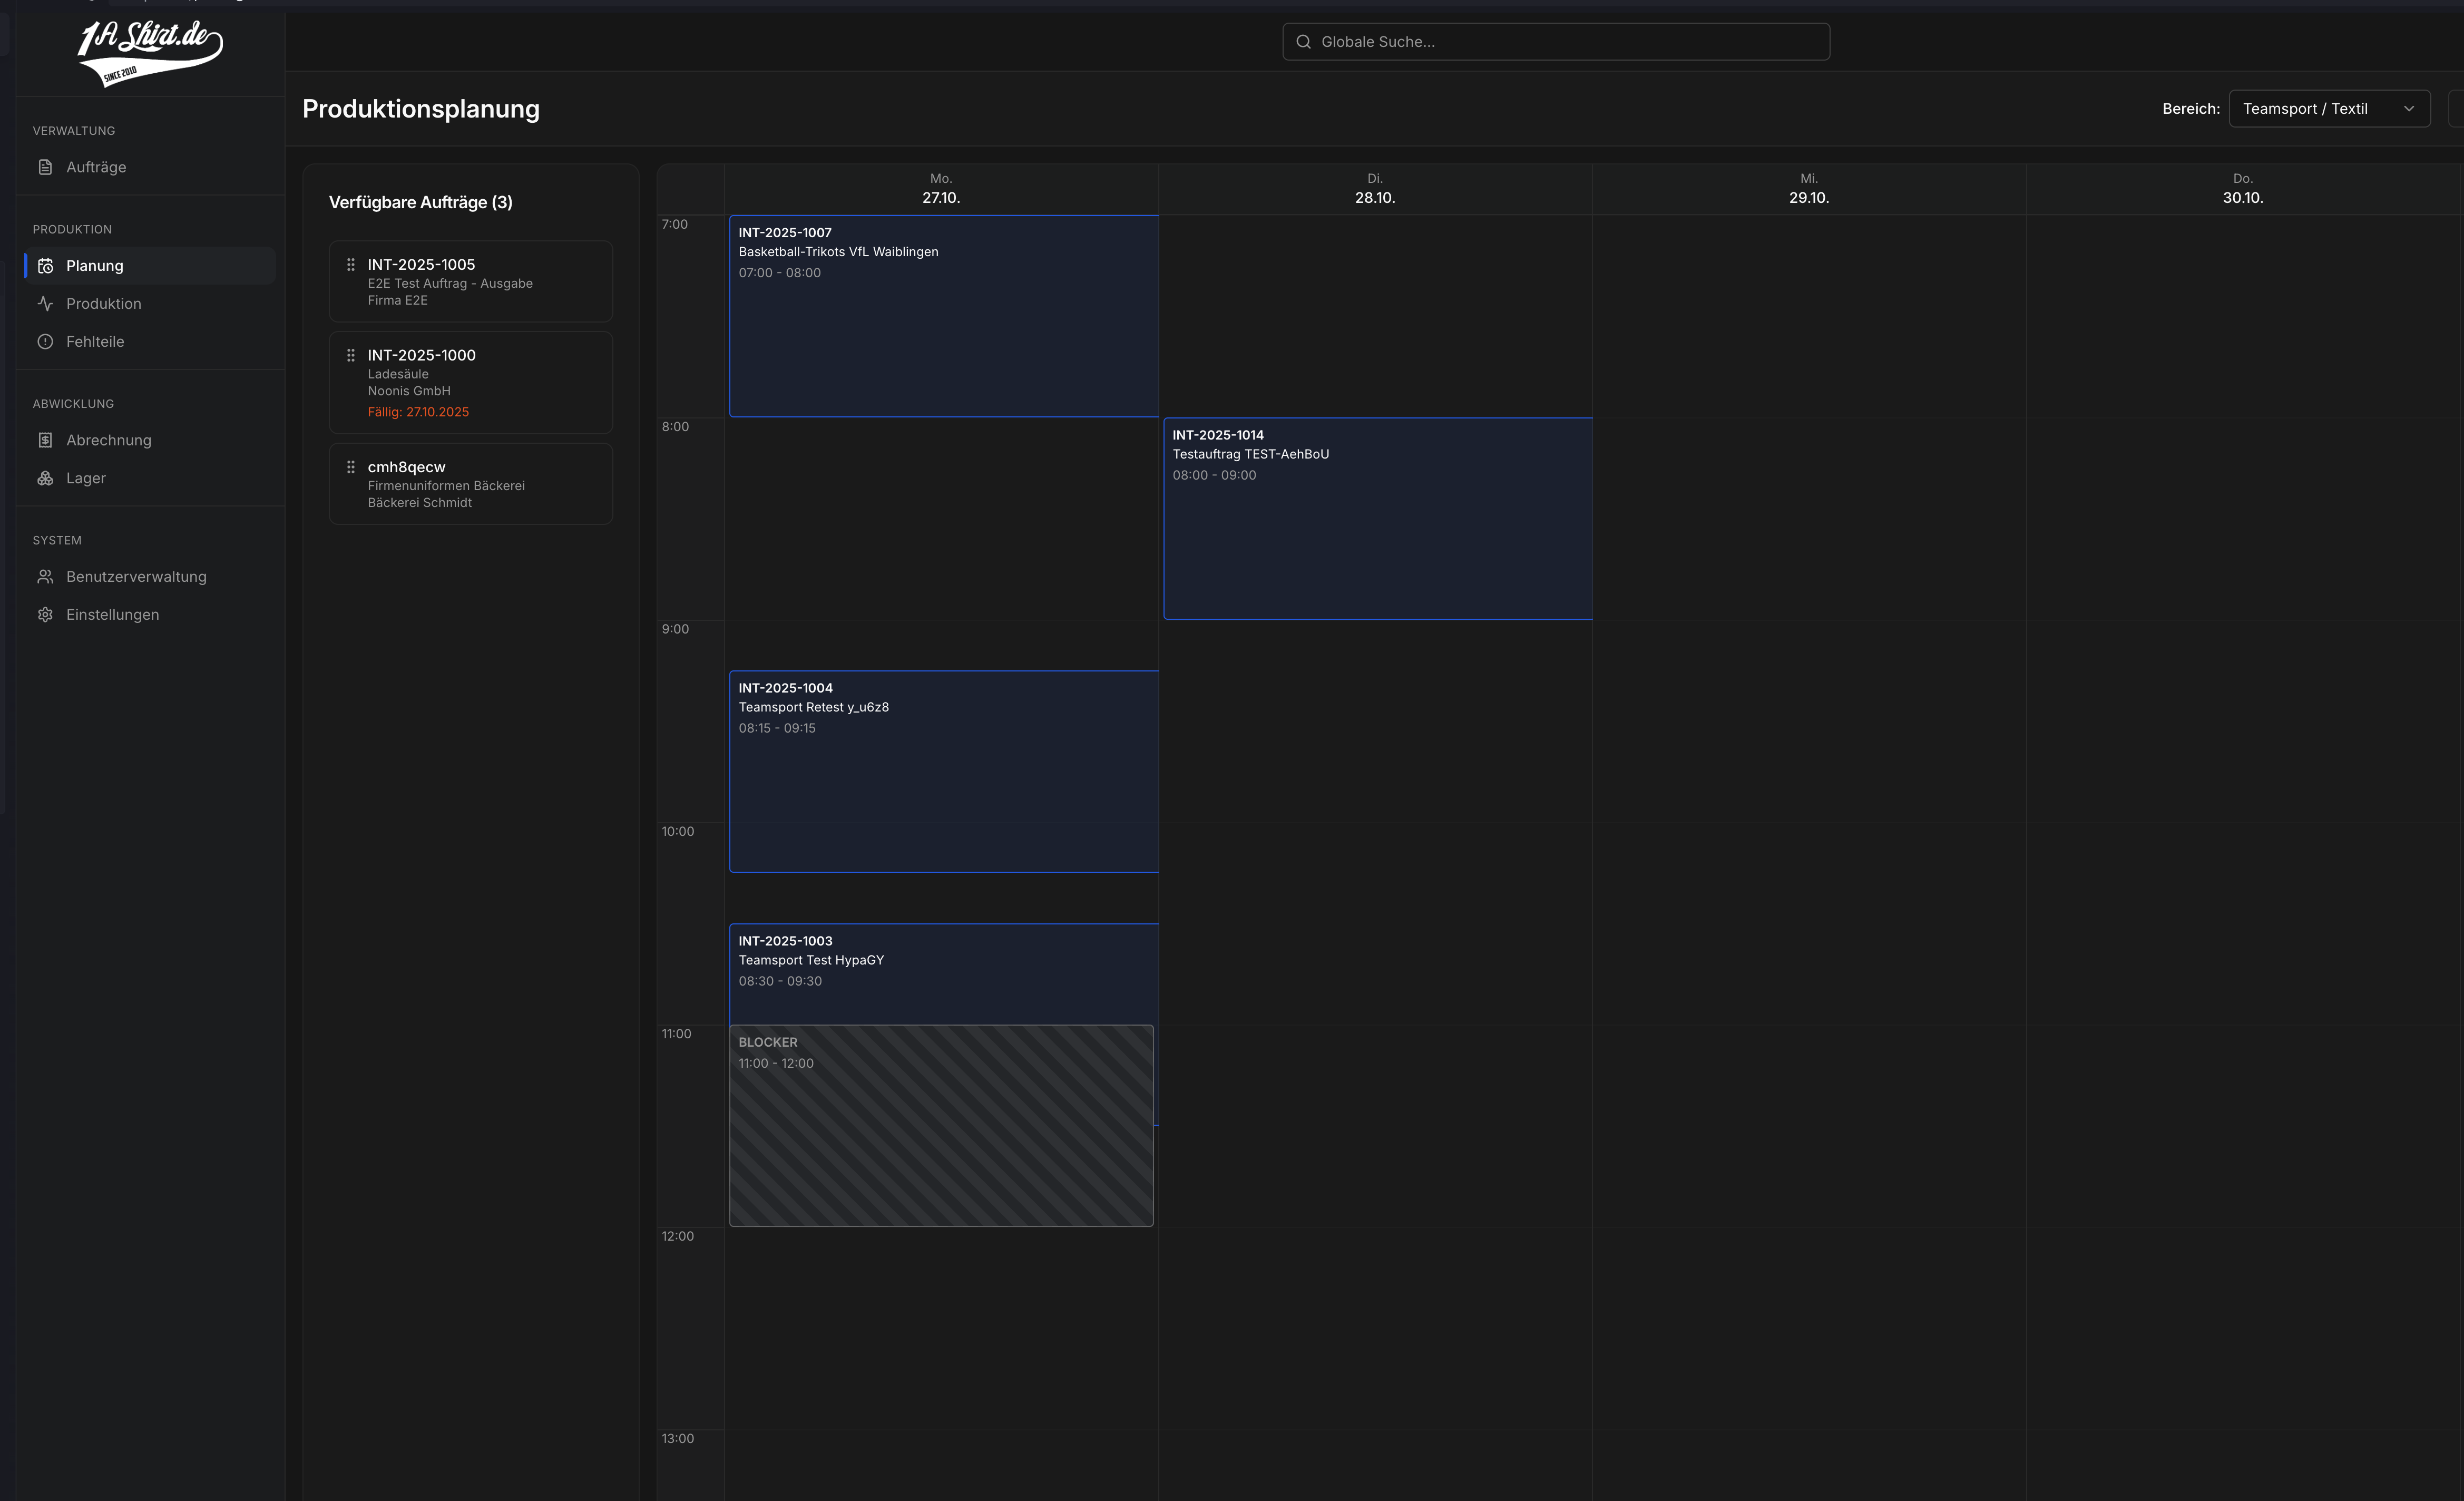 1A Shirt.de
SINCE 2010
Globale Suche...
Produktionsplanung
Bereich:
Teamsport / Textil
VERWALTUNG
Aufträge
PRODUKTION
Planung
Produktion
Fehlteile
ABWICKLUNG
Abrechnung
Lager
SYSTEM
Benutzerverwaltung
Einstellungen
Verfügbare Aufträge (3)
INT-2025-1005
E2E Test Auftrag - Ausgabe
Firma E2E
INT-2025-1000
Ladesäule
Noonis GmbH
Fällig: 27.10.2025
cmh8qecw
Firmenuniformen Bäckerei
Bäckerei Schmidt
Mo.
27.10.
Di.
28.10.
Mi.
29.10.
Do.
30.10.
7:00
INT-2025-1007
Basketball-Trikots VfL Waiblingen
07:00 - 08:00
8:00
INT-2025-1014
Testauftrag TEST-AehBoU
08:00 - 09:00
9:00
INT-2025-1004
Teamsport Retest y_u6z8
08:15 - 09:15
10:00
INT-2025-1003
Teamsport Test HypaGY
08:30 - 09:30
11:00
BLOCKER
11:00 - 12:00
12:00
13:00